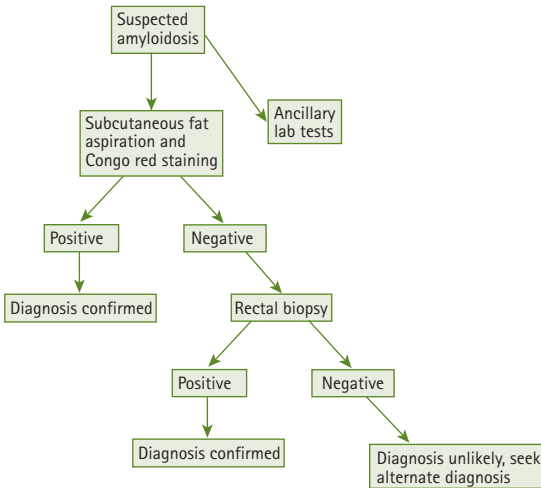 Suspected
amyloidosis
Ancillary
lab tests
Subcutaneous fat
aspiration and
Congo red staining
Positive
Negative
Diagnosis confirmed
Rectal biopsy
Positive
Negative
Diagnosis confirmed
Diagnosis unlikely, seek
alternate diagnosis